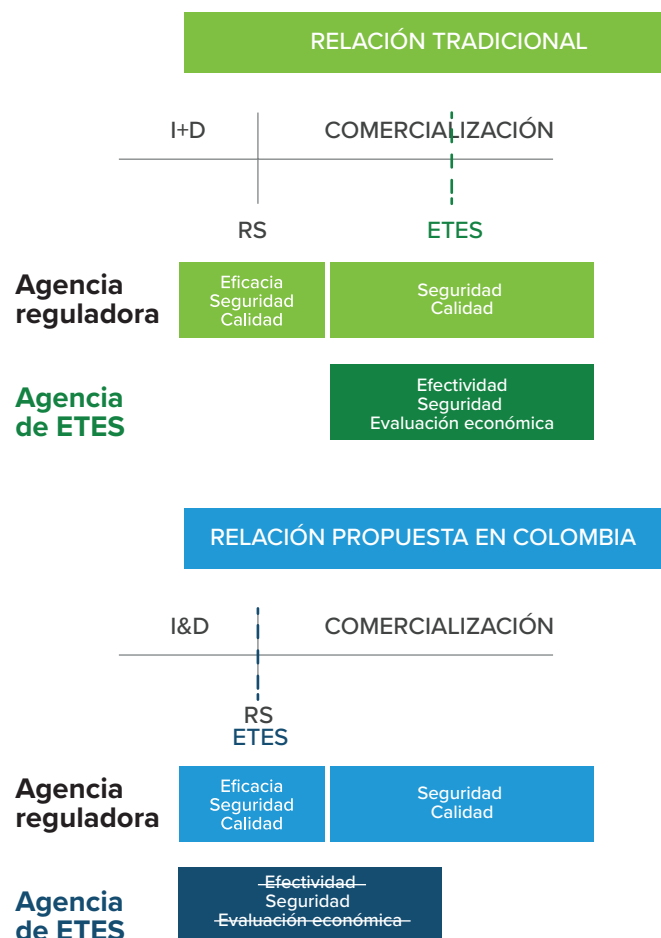 RELACIÓN TRADICIONAL
I+D
COMERCIALIZACIÓN
RS
ETES
Agencia
reguladora
Eficacia
Seguridad
Calidad
Seguridad
Calidad
Agencia
de ETES
Efectividad
Seguridad
Evaluación económica
RELACIÓN PROPUESTA EN COLOMBIA
I&D
COMERCIALIZACIÓN
RS
ETES
Agencia
reguladora
Eficacia
Seguridad
Calidad
Seguridad
Calidad
Agencia
de ETES
Efectividad
Seguridad
Evaluación económica